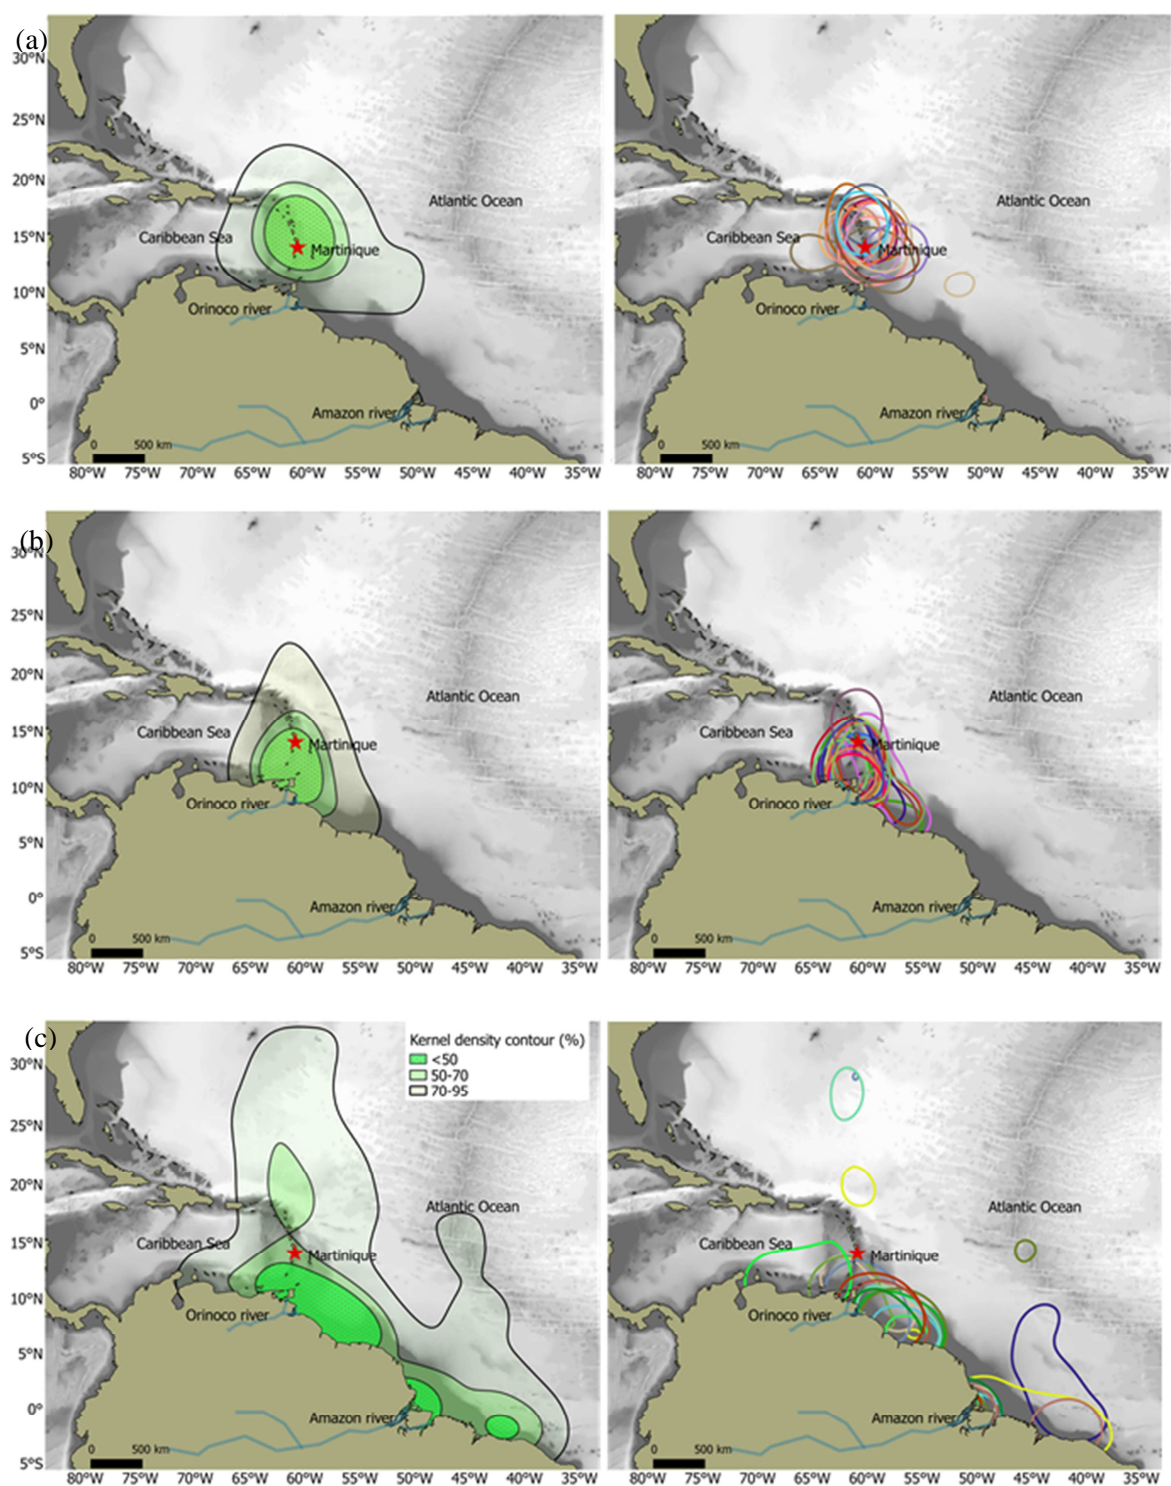 (a)
30°N
25°N
20°N
15°N
10°N
5°N
0°
5°S
Atlantic Ocean
Caribbean Sea
Martinique
Orinoco river
Amazon river
0 500 km
80°W 75°W 70°W 65°W 60°W 55°W 50°W 45°W 40°W 35°W
Atlantic Ocean
Caribbean Sea
Martinique
Orinoco river
Amazon river
0 500 km
80°W 75°W 70°W 65°W 60°W 55°W 50°W 45°W 40°W 35°W
(b)
30°N
25°N
20°N
15°N
10°N
5°N
0°
5°S
Atlantic Ocean
Caribbean Sea
Martinique
Orinoco river
Amazon river
0 500 km
80°W 75°W 70°W 65°W 60°W 55°W 50°W 45°W 40°W 35°W
Atlantic Ocean
Caribbean Sea
Martinique
Orinoco river
Amazon river
0 500 km
80°W 75°W 70°W 65°W 60°W 55°W 50°W 45°W 40°W 35°W
(c)
Kernel density contour (%)
<50
50-70
70-95
30°N
25°N
20°N
15°N
10°N
5°N
0°
5°S
Atlantic Ocean
Caribbean Sea
Martinique
Orinoco river
Amazon river
0 500 km
80°W 75°W 70°W 65°W 60°W 55°W 50°W 45°W 40°W 35°W
Atlantic Ocean
Caribbean Sea
Martinique
Orinoco river
Amazon river
0 500 km
80°W 75°W 70°W 65°W 60°W 55°W 50°W 45°W 40°W 35°W